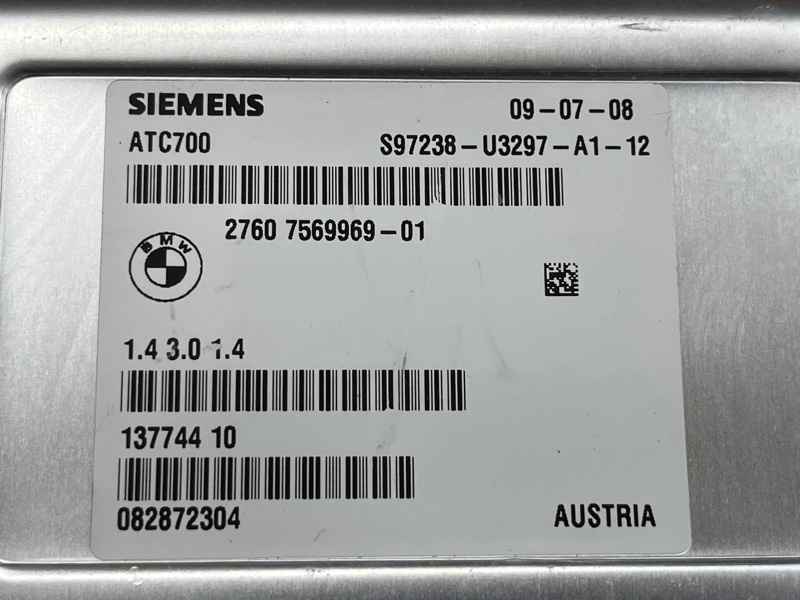 SIEMENS 09-07-08
ATC700 S97238-U3297-A1-12
2760 7569969-01
BMW
1.4 3.0 1.4
137744 10
082872304 AUSTRIA